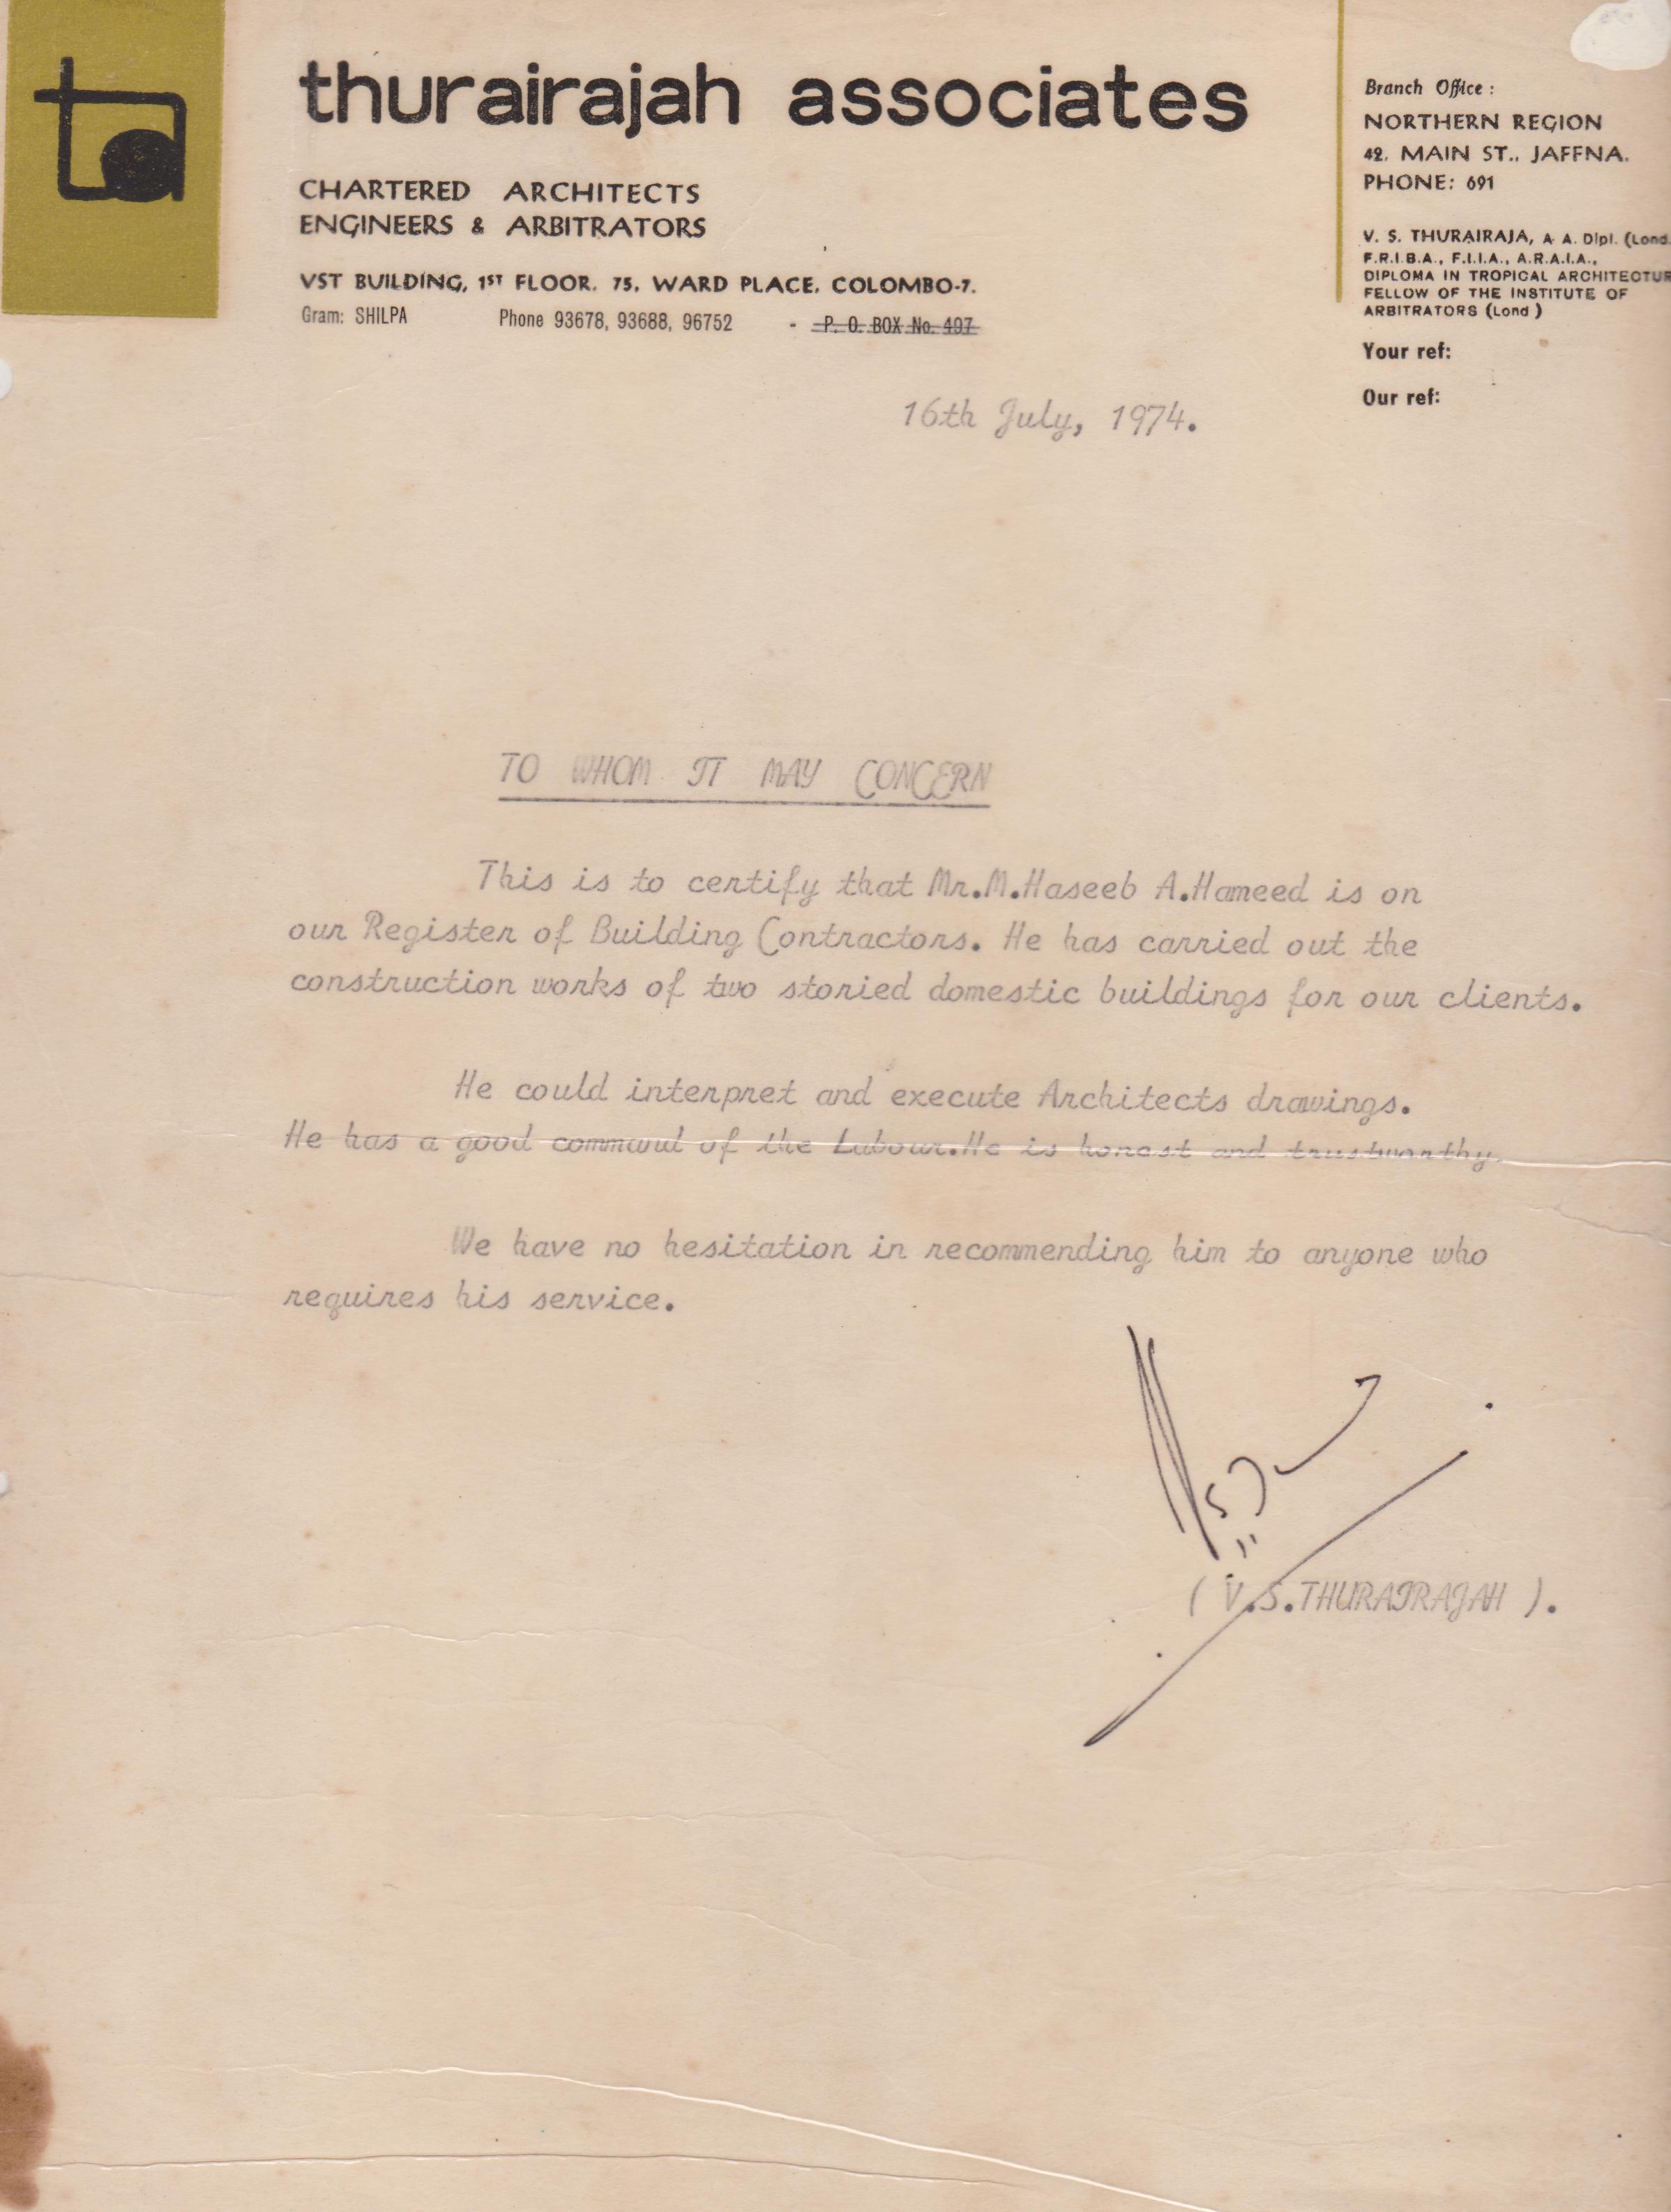 ta
thurairajah associates
CHARTERED ARCHITECTS
ENGINEERS & ARBITRATORS
VST BUILDING, 1ST FLOOR, 75, WARD PLACE, COLOMBO-7.
Gram: SHILPA Phone 93678, 93688, 96752 - P. O. BOX No. 497
Branch Office :
NORTHERN REGION
42, MAIN ST., JAFFNA.
PHONE: 691
V. S. THURAIRAJA, A. A. Dipl. (Lond.
F.R.I.B.A., F.I.I.A., A.R.A.I.A.,
DIPLOMA IN TROPICAL ARCHITECTUR
FELLOW OF THE INSTITUTE OF
ARBITRATORS (Lond )
Your ref:
Our ref:
16th July, 1974.
TO WHOM IT MAY CONCERN
This is to certify that Mr.M.Haseeb A.Hameed is on
our Register of Building Contractors. He has carried out the
construction works of two storied domestic buildings for our clients.
He could interpret and execute Architects drawings.
He has a good command of the Labour.He is honest and trustworthy.
We have no hesitation in recommending him to anyone who
requires his service.
( V.S.THURAIRAJAH ).